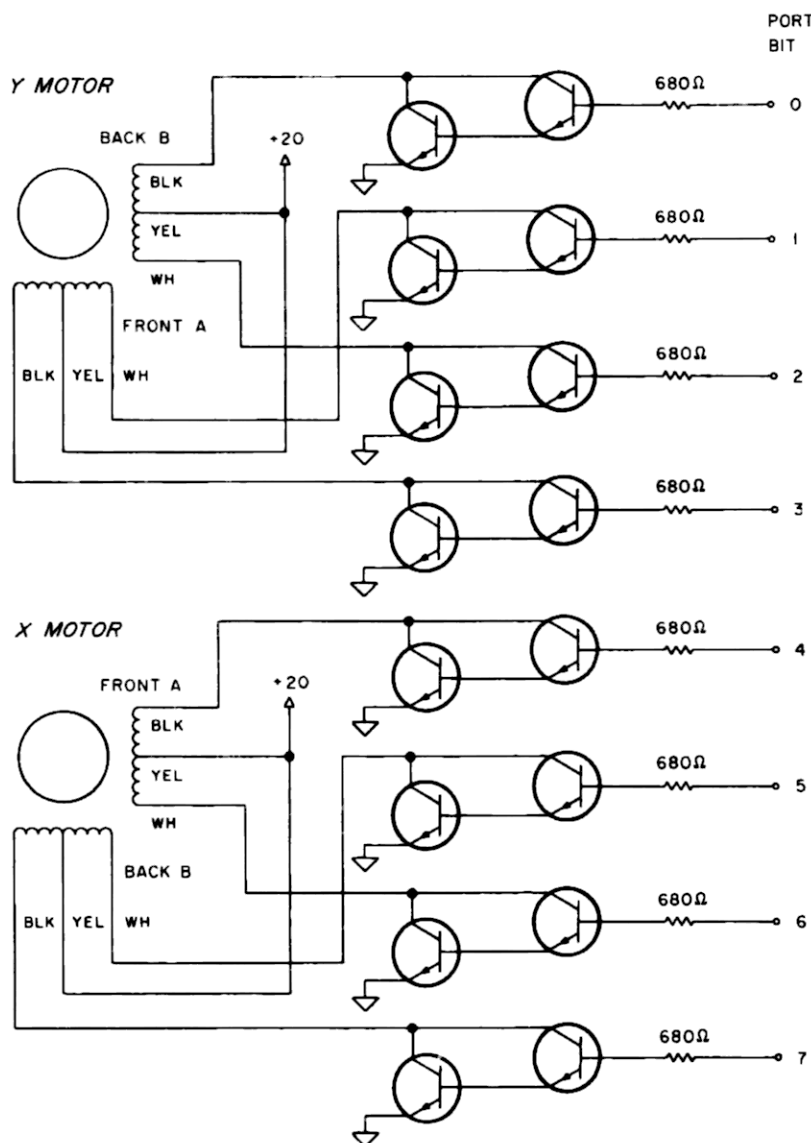 PORT
BIT
Y MOTOR
680Ω
0
BACK B
+20
BLK
YEL
680Ω
1
WH
FRONT A
BLK YEL WH
680Ω
2
680Ω
3
X MOTOR
680Ω
4
FRONT A
+20
BLK
YEL
680Ω
5
WH
BACK B
BLK YEL WH
680Ω
6
680Ω
7